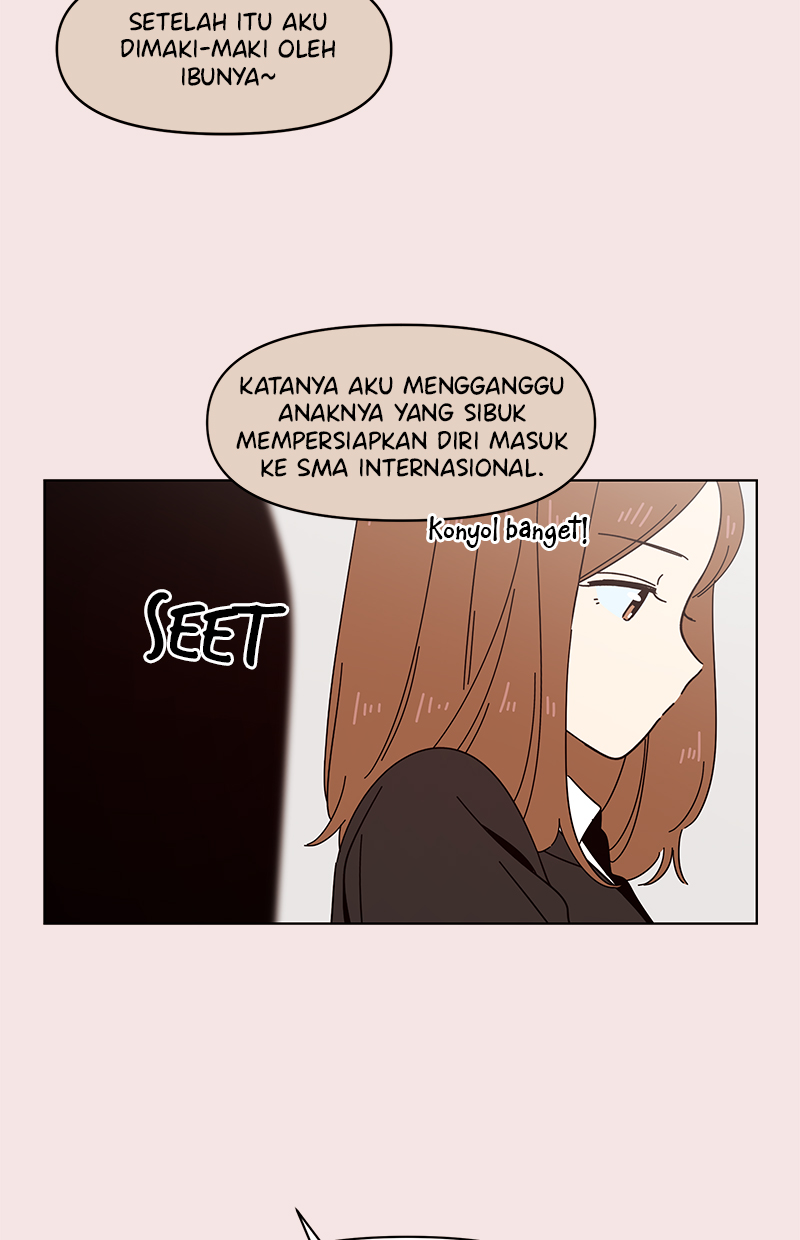 SETELAH ITU AKU
DIMAKI-MAKI OLEH
IBUNYA~
KATANYA AKU MENGGANGGU
ANAKNYA YANG SIBUK
MEMPERSIAPKAN DIRI MASUK
KE SMA INTERNASIONAL.
Konyol banget!
SEET